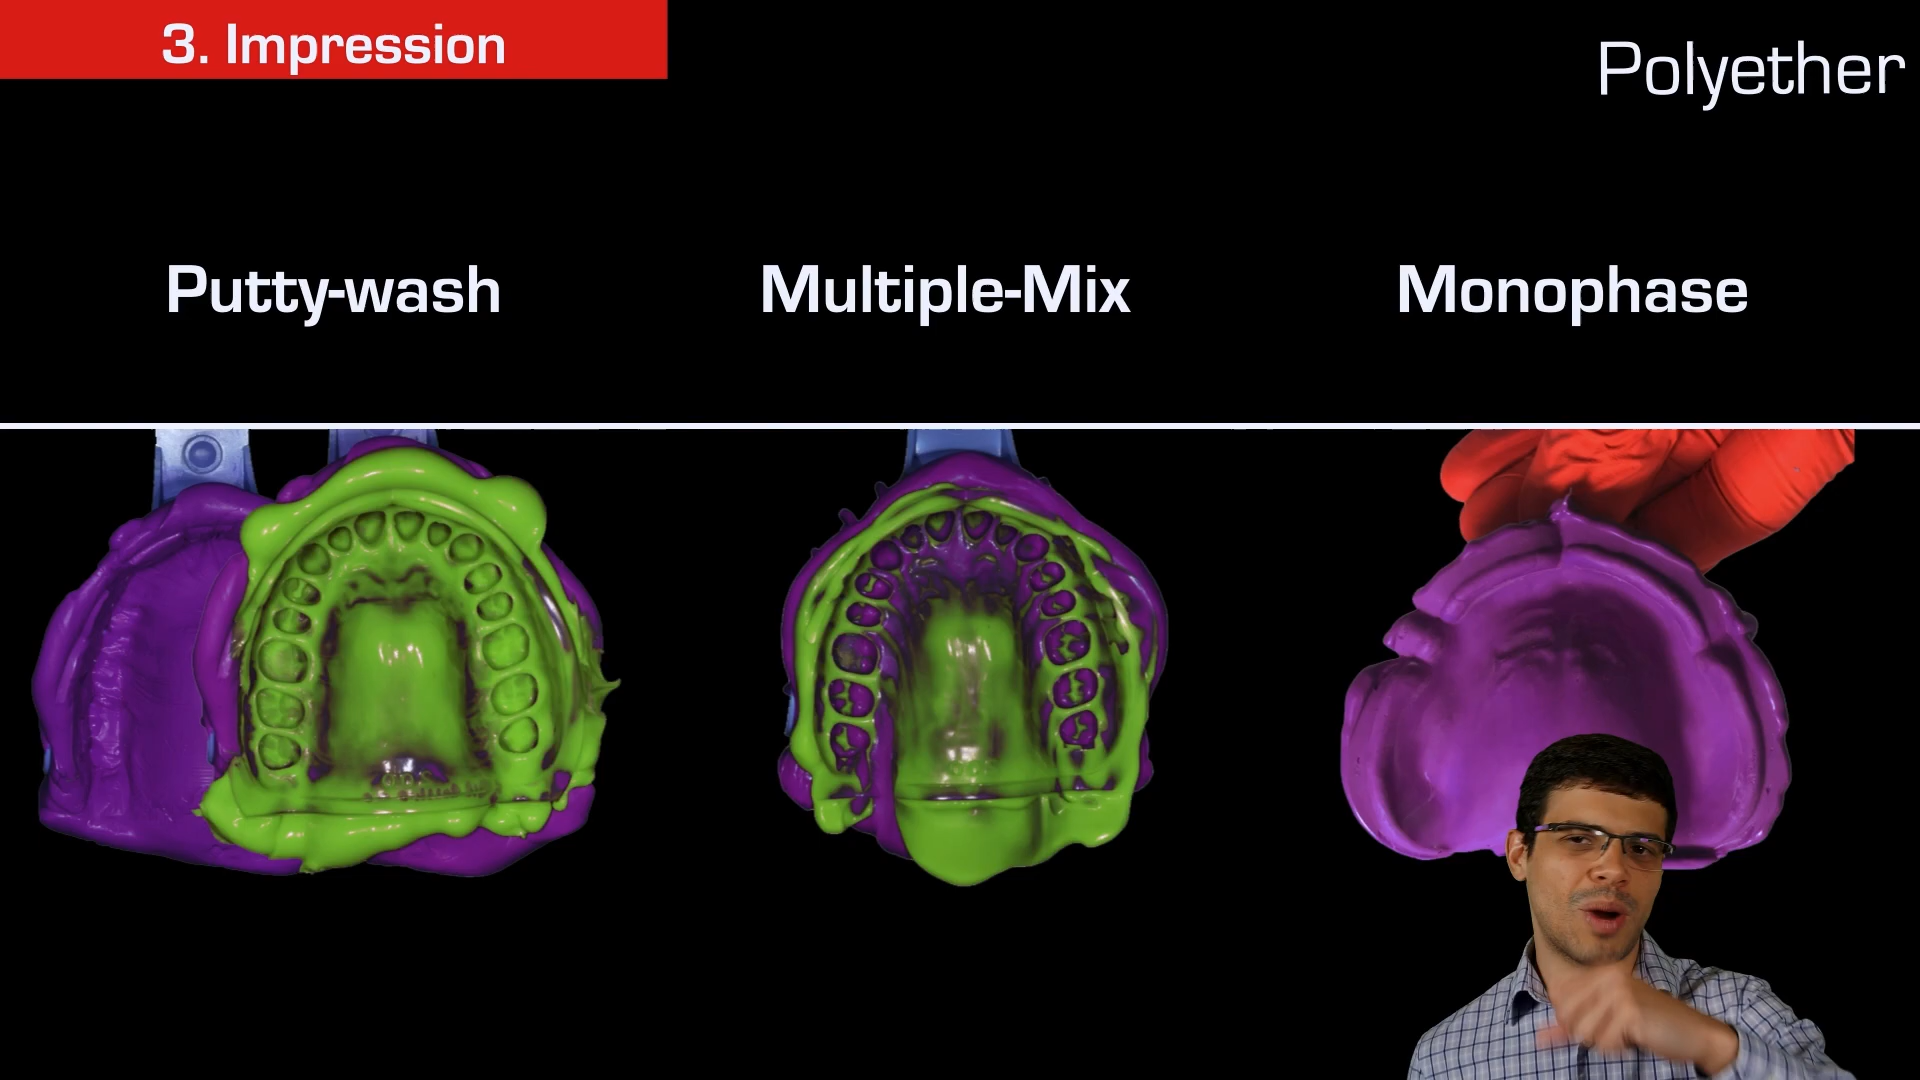 3. Impression
Polyether
Putty-wash
Multiple-Mix
Monophase